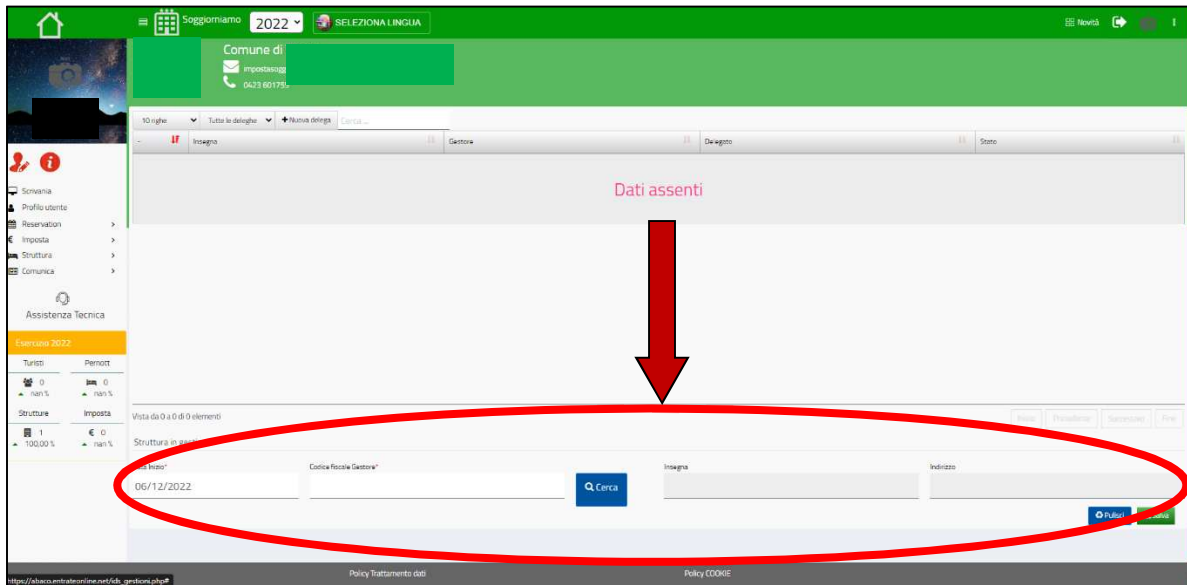 Soggiorniamo 2022 SELEZIONA LINGUA Novità
Comune di
impostasogg
0423 60175
10 righe Tutte le deleghe +Nuova delega Cerca ...
- Insegna Gestore Delegato Stato
Dati assenti
Scrivania
Profilo utente
Reservation >
€ Imposta >
Struttura >
Comunica >
Assistenza Tecnica
Esercizio 2022
Turisti Pernott
0 0
nan % nan %
Strutture Imposta
1 € 0
100,00 % nan %
Vista da 0 a 0 di 0 elementi Inizio Precedente Successivo Fine
Struttura in
Inizio* Codice fiscale Gestore* Insegna Indirizzo
06/12/2022 Cerca
Pulisci
Policy Trattamento dati Policy COOKIE
https://abaco.entrateonline.net/ids_gestioni.php#